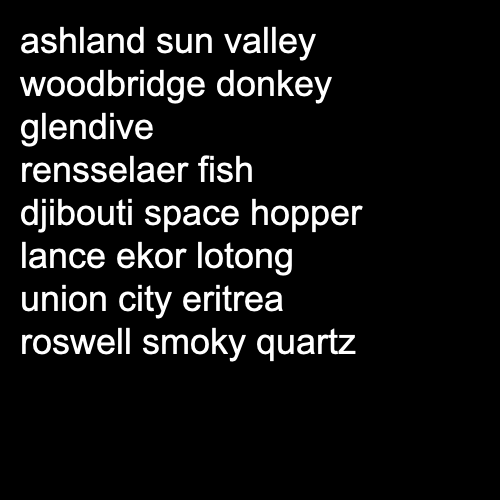 ashland sun valley
woodbridge donkey
glendive
rensselaer fish
djibouti space hopper
lance ekor lotong
union city eritrea
roswell smoky quartz